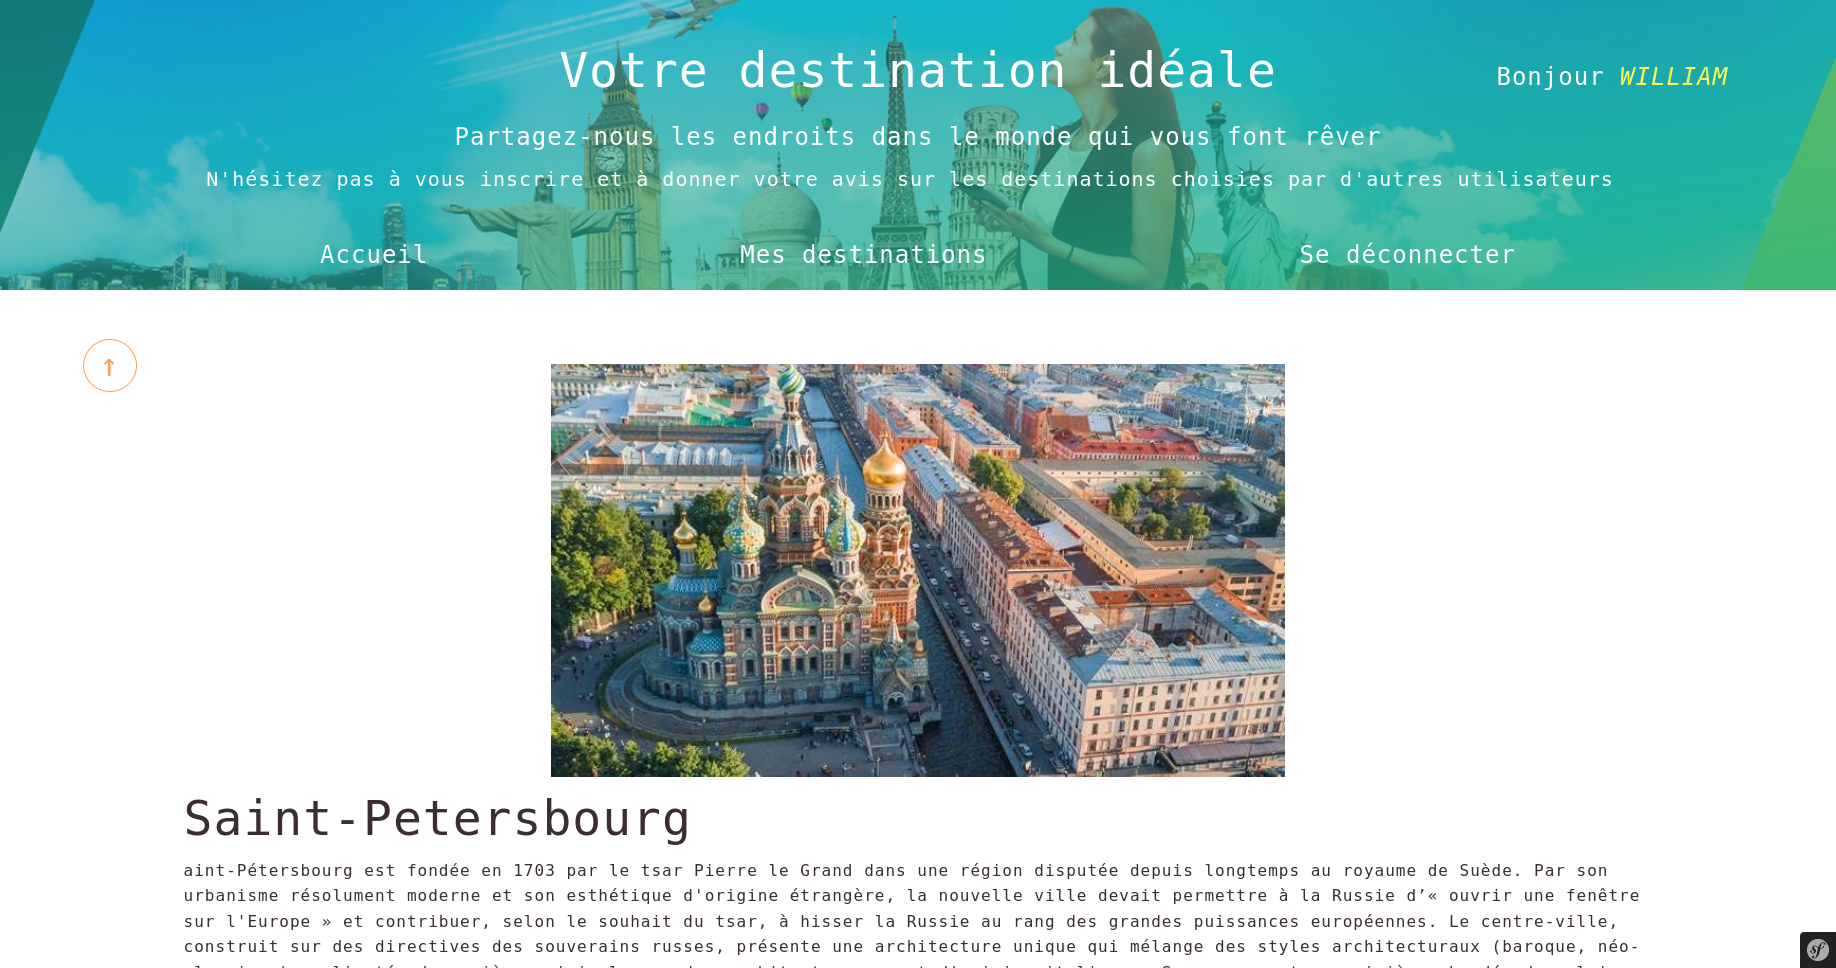 Votre destination idéale
Bonjour WILLIAM
Partagez-nous les endroits dans le monde qui vous font rêver
N'hésitez pas à vous inscrire et à donner votre avis sur les destinations choisies par d'autres utilisateurs
Accueil Mes destinations Se déconnecter
↑
Saint-Petersbourg
aint-Pétersbourg est fondée en 1703 par le tsar Pierre le Grand dans une région disputée depuis longtemps au royaume de Suède. Par son
urbanisme résolument moderne et son esthétique d'origine étrangère, la nouvelle ville devait permettre à la Russie d’« ouvrir une fenêtre
sur l'Europe » et contribuer, selon le souhait du tsar, à hisser la Russie au rang des grandes puissances européennes. Le centre-ville,
construit sur des directives des souverains russes, présente une architecture unique qui mélange des styles architecturaux (baroque, néo-